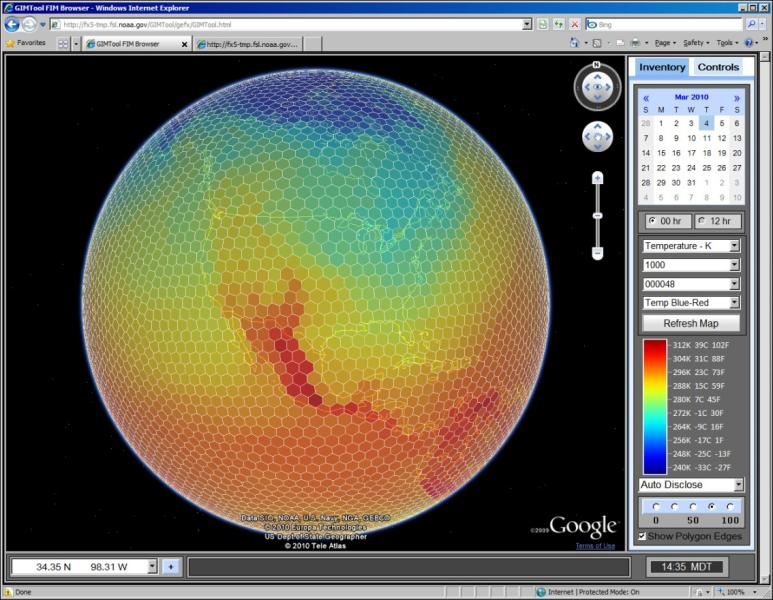 GIMTool FIM Browser - Windows Internet Explorer
http://fx5-tmp.fsl.noaa.gov/GIMTool/gefx/GIMTool.html
Bing
Favorites
GIMTool FIM Browser
http://fx5-tmp.fsl.noaa.gov...
Page
Safety
Tools
Inventory Controls
N
« Mar 2010 »
S M T W T F S
28 1 2 3 4 5 6
7 8 9 10 11 12 13
14 15 16 17 18 19 20
21 22 23 24 25 26 27
28 29 30 31 1 2 3
4 5 6 7 8 9 10
00 hr 12 hr
Temperature - K
1000
000048
Temp Blue-Red
Refresh Map
312K 39C 102F
304K 31C 88F
296K 23C 73F
288K 15C 59F
280K 7C 45F
272K -1C 30F
264K -9C 16F
256K -17C 1F
248K -25C -13F
240K -33C -27F
Auto Disclose
0 50 100
Show Polygon Edges
Data SIO, NOAA, U.S. Navy, NGA, GEBCO
© 2010 Europa Technologies
US Dept of State Geographer
© 2010 Tele Atlas
©2009 Google
Terms of Use
34.35 N 98.31 W
+
14:35 MDT
Done
Internet | Protected Mode: On
100%